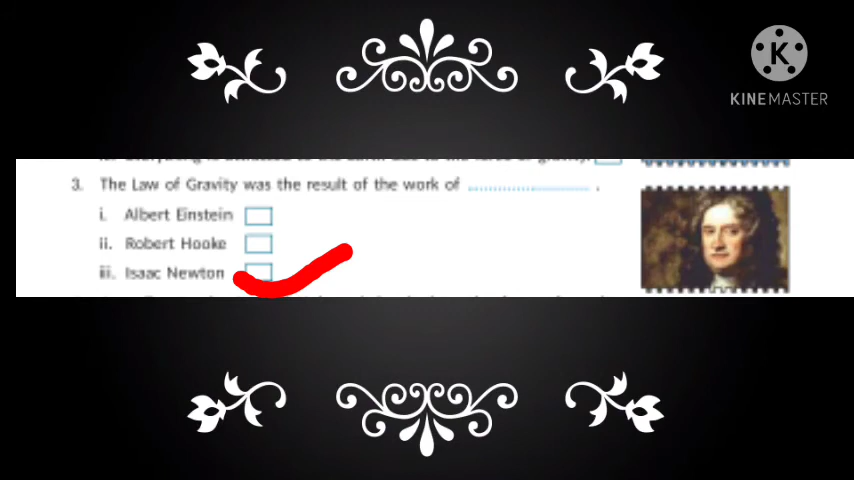 KINEMASTER
3. The Law of Gravity was the result of the work of ........................... .
i. Albert Einstein
ii. Robert Hooke
iii. Isaac Newton